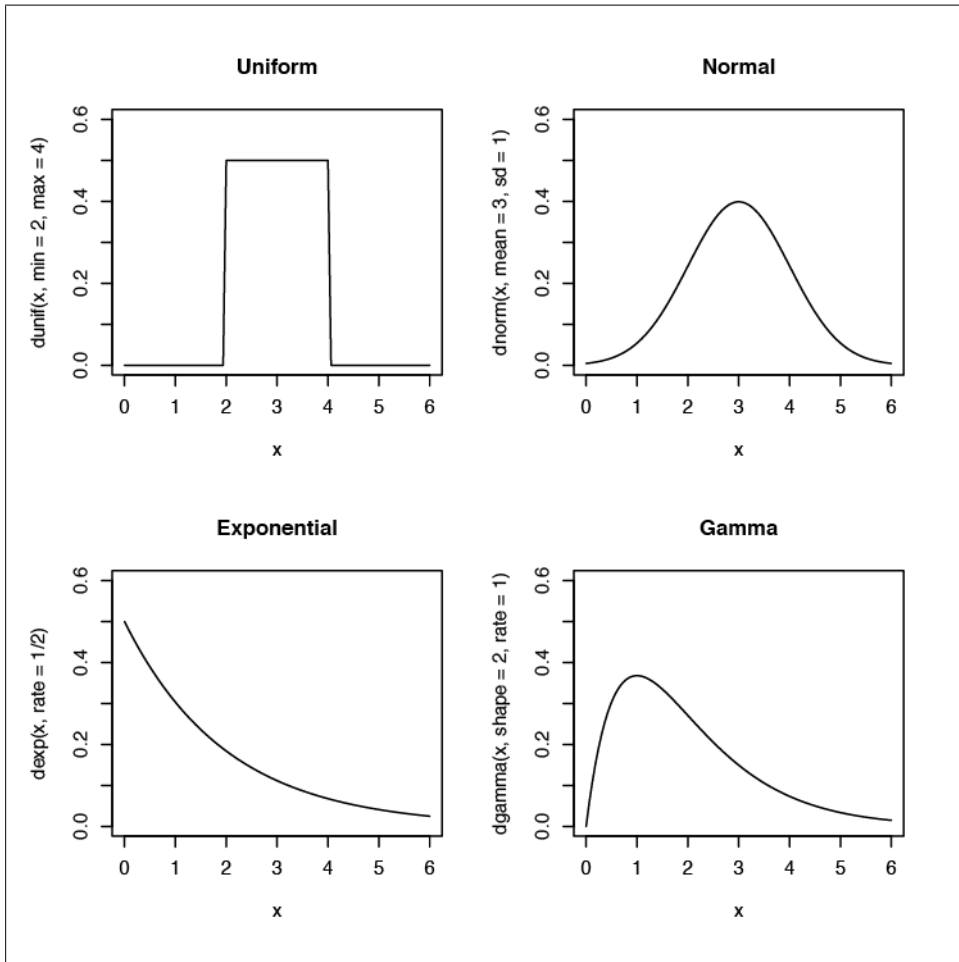 Uniform
dunif(x, min = 2, max = 4)
0.6
0.4
0.2
0.0
0 1 2 3 4 5 6
x
Normal
dnorm(x, mean = 3, sd = 1)
0.6
0.4
0.2
0.0
0 1 2 3 4 5 6
x
Exponential
dexp(x, rate = 1/2)
0.6
0.4
0.2
0.0
0 1 2 3 4 5 6
x
Gamma
dgamma(x, shape = 2, rate = 1)
0.6
0.4
0.2
0.0
0 1 2 3 4 5 6
x